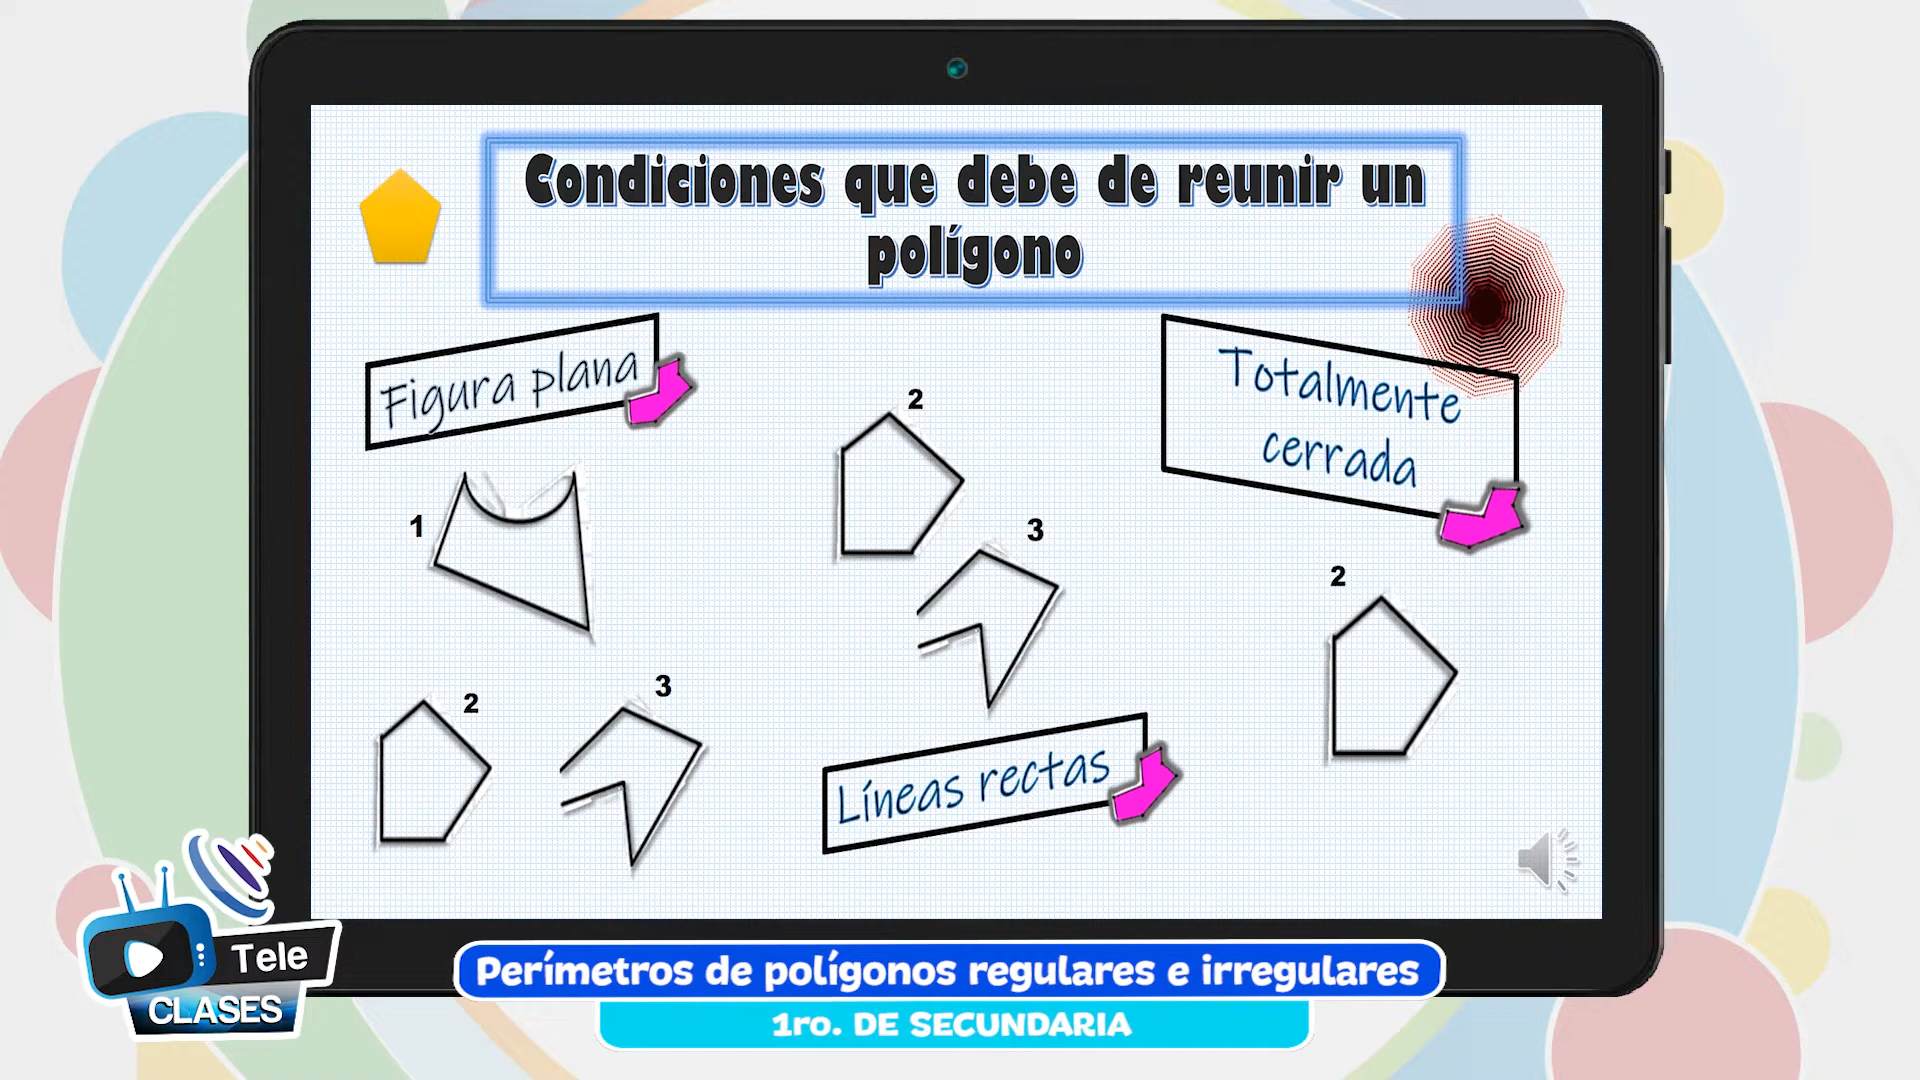 Condiciones que debe de reunir un
polígono
Figura plana
1
2
3
2
3
Líneas rectas
Totalmente
cerrada
2
Tele
CLASES
Perímetros de polígonos regulares e irregulares
1ro. DE SECUNDARIA